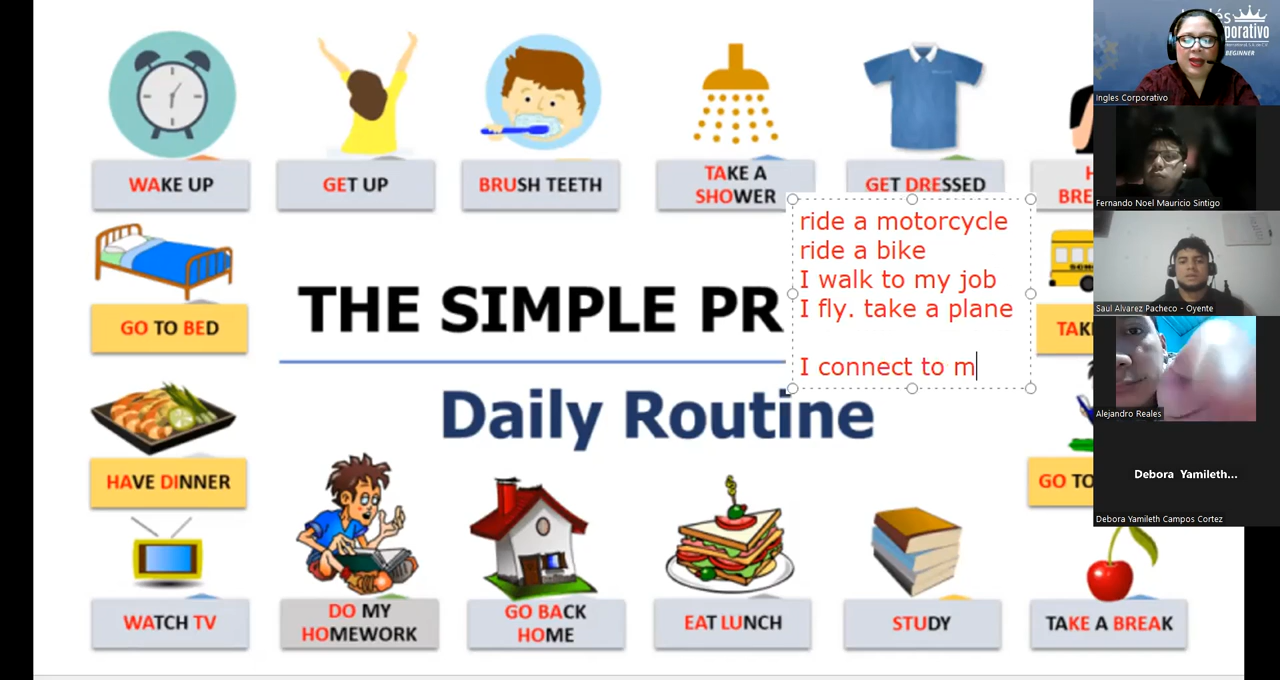 WAKE UP
GET UP
BRUSH TEETH
TAKE A
SHOWER
GET DRESSED
H
BRE
ride a motorcycle
ride a bike
I walk to my job
I fly. take a plane
I connect to m
GO TO BED
THE SIMPLE PR
TAK
Daily Routine
HAVE DINNER
GO TO
WATCH TV
DO MY
HOMEWORK
GO BACK
HOME
EAT LUNCH
STUDY
TAKE A BREAK
Ingles Corporativo
BEGINNER
Fernando Noel Mauricio Sintigo
Saul Alvarez Pacheco - Oyente
Alejandro Reales
Debora Yamileth...
Debora Yamileth Campos Cortez